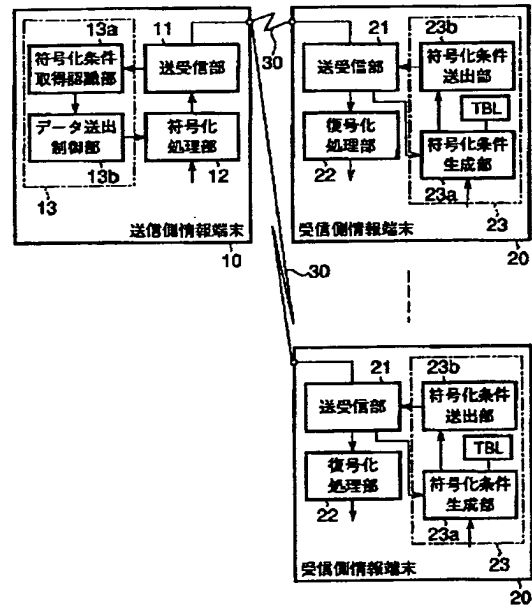 13a
11
符号化条件
取得認識部
送受信部
データ送出
制御部
符号化
処理部
13b
12
13
送信側情報端末
10
30
21
23b
送受信部
符号化条件
送出部
TBL
復号化
処理部
符号化条件
生成部
22
23a
23
受信側情報端末
20
30
21
23b
送受信部
符号化条件
送出部
TBL
復号化
処理部
符号化条件
生成部
22
23a
23
受信側情報端末
20